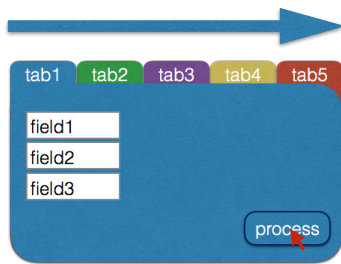 tab1 tab2 tab3 tab4 tab5
field1
field2
field3
process